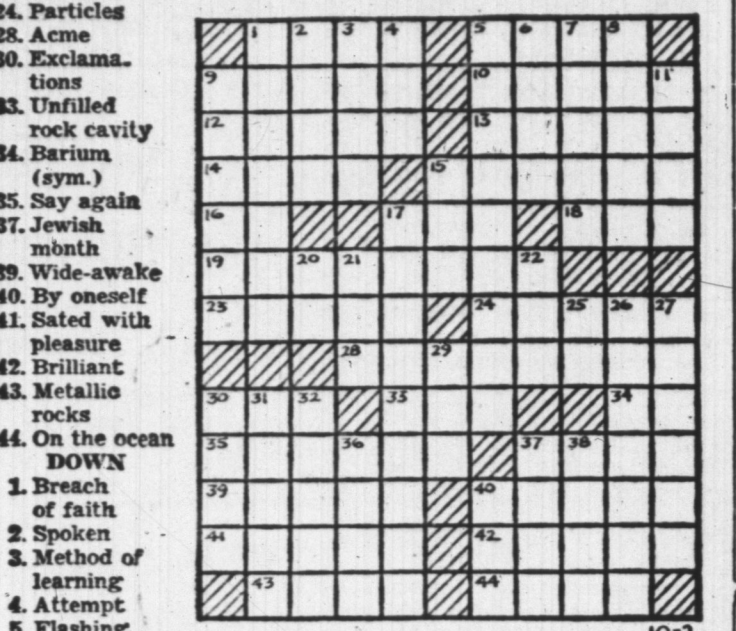 24. Particles
28. Acme
30. Exclama-
tions
33. Unfilled
rock cavity
34. Barium
(sym.)
35. Say again
37. Jewish
month
39. Wide-awake
40. By oneself
41. Sated with
pleasure
42. Brilliant
43. Metallic
rocks
44. On the ocean
DOWN
1. Breach
of faith
2. Spoken
3. Method of
learning
4. Attempt
5. Flashing
1 2 3 4 5 6 7 8
9 10 11
12 13
14 15
16 17 18
19 20 21 22
23 24 25 26 27
28 29
30 31 32 33 34
35 36 37 38
39 40
41 42
43 44
10-2